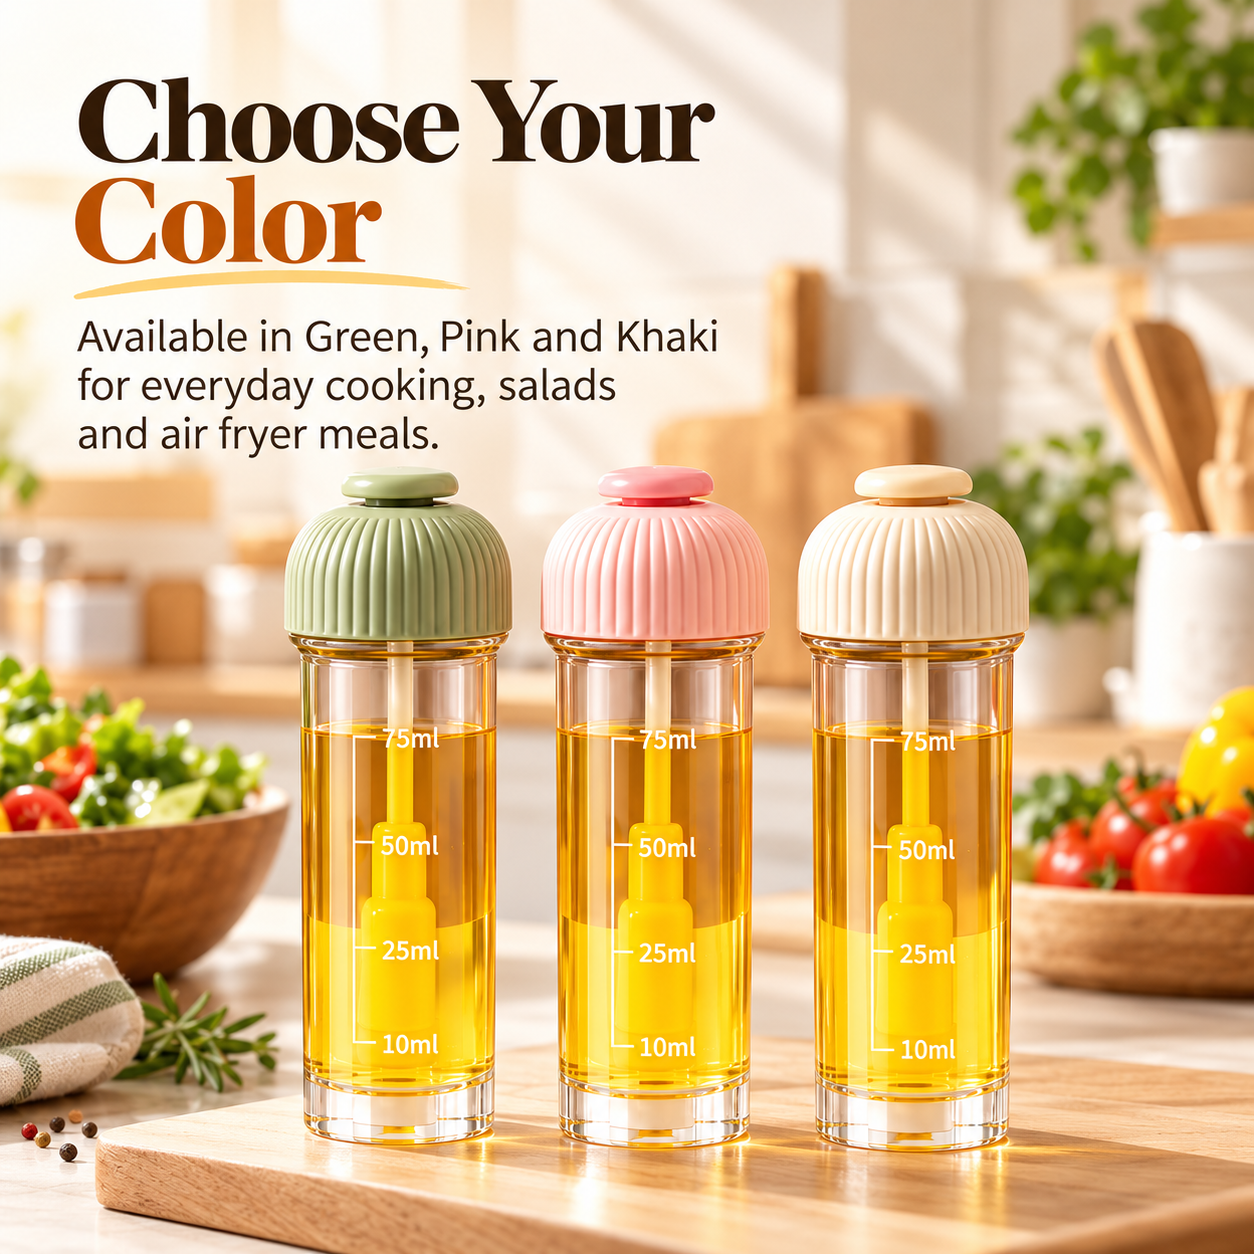 Choose Your
Color
Available in Green, Pink and Khaki
for everyday cooking, salads
and air fryer meals.
75ml
50ml
25ml
10ml
75ml
50ml
25ml
10ml
75ml
50ml
25ml
10ml